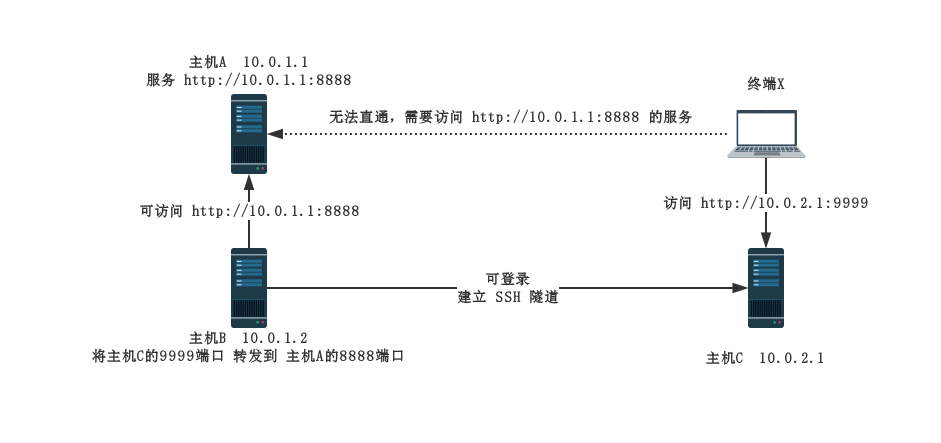 主机A 10.0.1.1
服务 http://10.0.1.1:8888
终端X
无法直通，需要访问 http://10.0.1.1:8888 的服务
可访问 http://10.0.1.1:8888
访问 http://10.0.2.1:9999
可登录
建立 SSH 隧道
主机B 10.0.1.2
将主机C的9999端口 转发到 主机A的8888端口
主机C 10.0.2.1